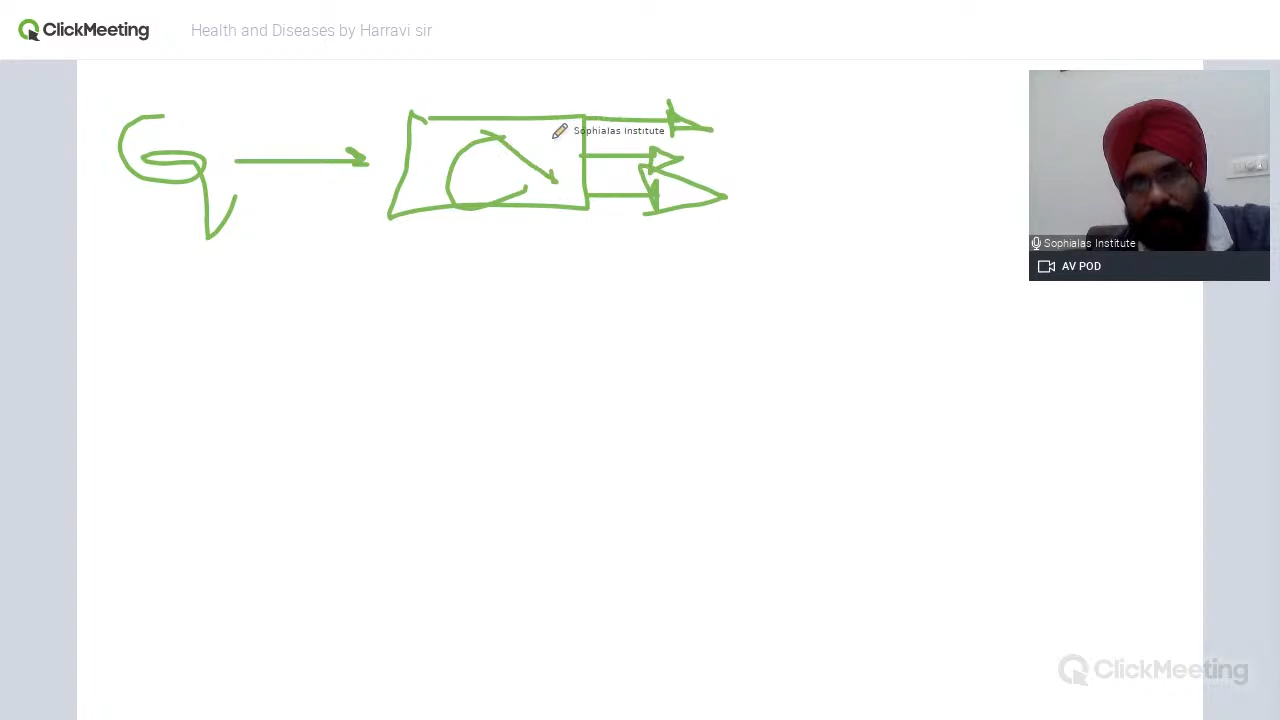 ClickMeeting
Health and Diseases by Harravi sir
Sophialas Institute
Sophialas Institute
AV POD
ClickMeeting